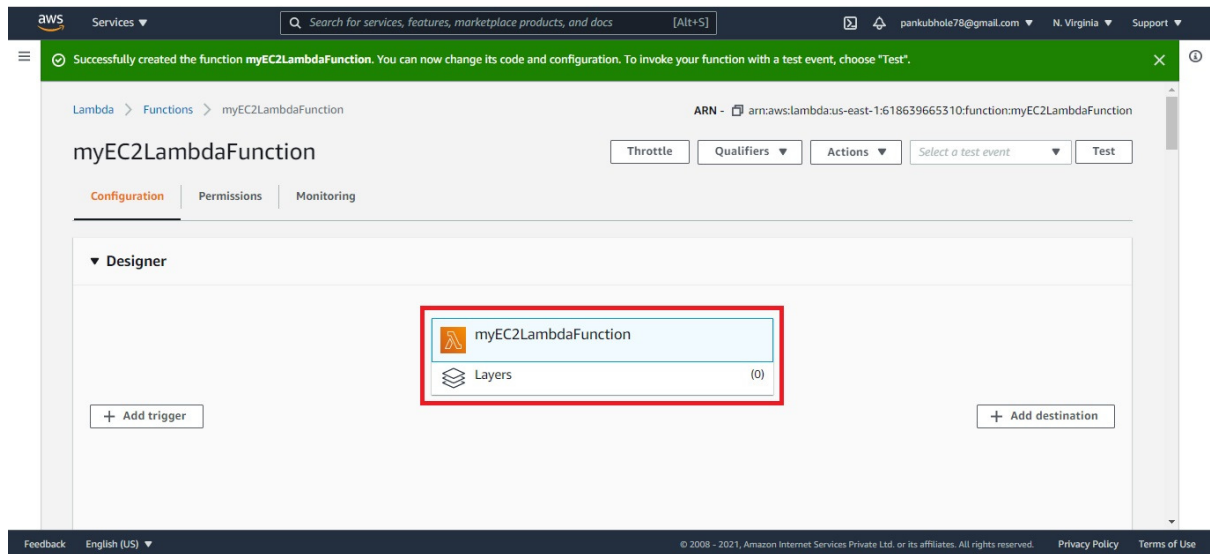 aws Services ▼ Search for services, features, marketplace products, and docs [Alt+S] pankubhole78@gmail.com ▼ N. Virginia ▼ Support ▼
Successfully created the function myEC2LambdaFunction. You can now change its code and configuration. To invoke your function with a test event, choose "Test".
Lambda > Functions > myEC2LambdaFunction ARN - arn:aws:lambda:us-east-1:618639665310:function:myEC2LambdaFunction
myEC2LambdaFunction Throttle Qualifiers ▼ Actions ▼ Select a test event ▼ Test
Configuration Permissions Monitoring
▼ Designer
myEC2LambdaFunction
Layers (0)
+ Add trigger + Add destination
Feedback English (US) ▼ © 2008 - 2021, Amazon Internet Services Private Ltd. or its affiliates. All rights reserved. Privacy Policy Terms of Use